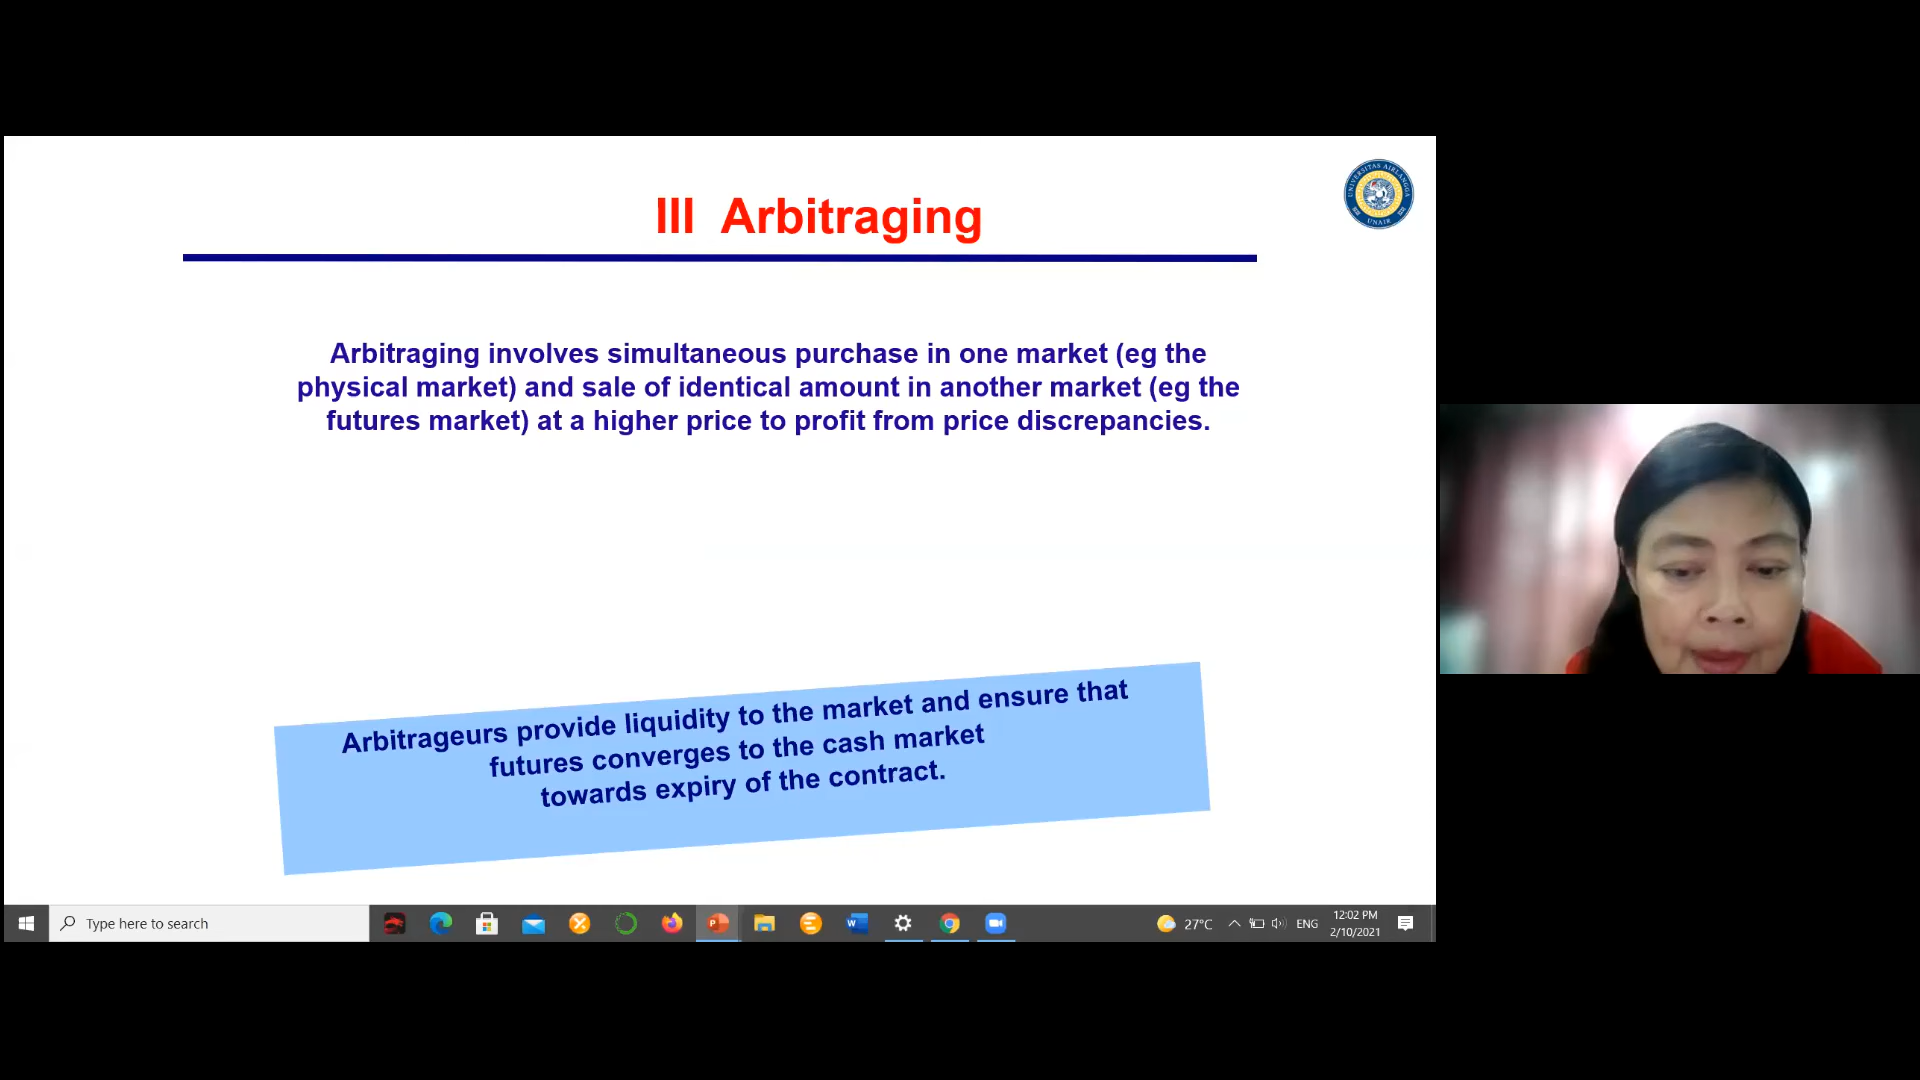 III Arbitraging
UNIVERSITAS AIRLANGGA
UNAIR
Arbitraging involves simultaneous purchase in one market (eg the
physical market) and sale of identical amount in another market (eg the
futures market) at a higher price to profit from price discrepancies.
Arbitrageurs provide liquidity to the market and ensure that
futures converges to the cash market
towards expiry of the contract.
Type here to search
27°C
ENG
12:02 PM
2/10/2021